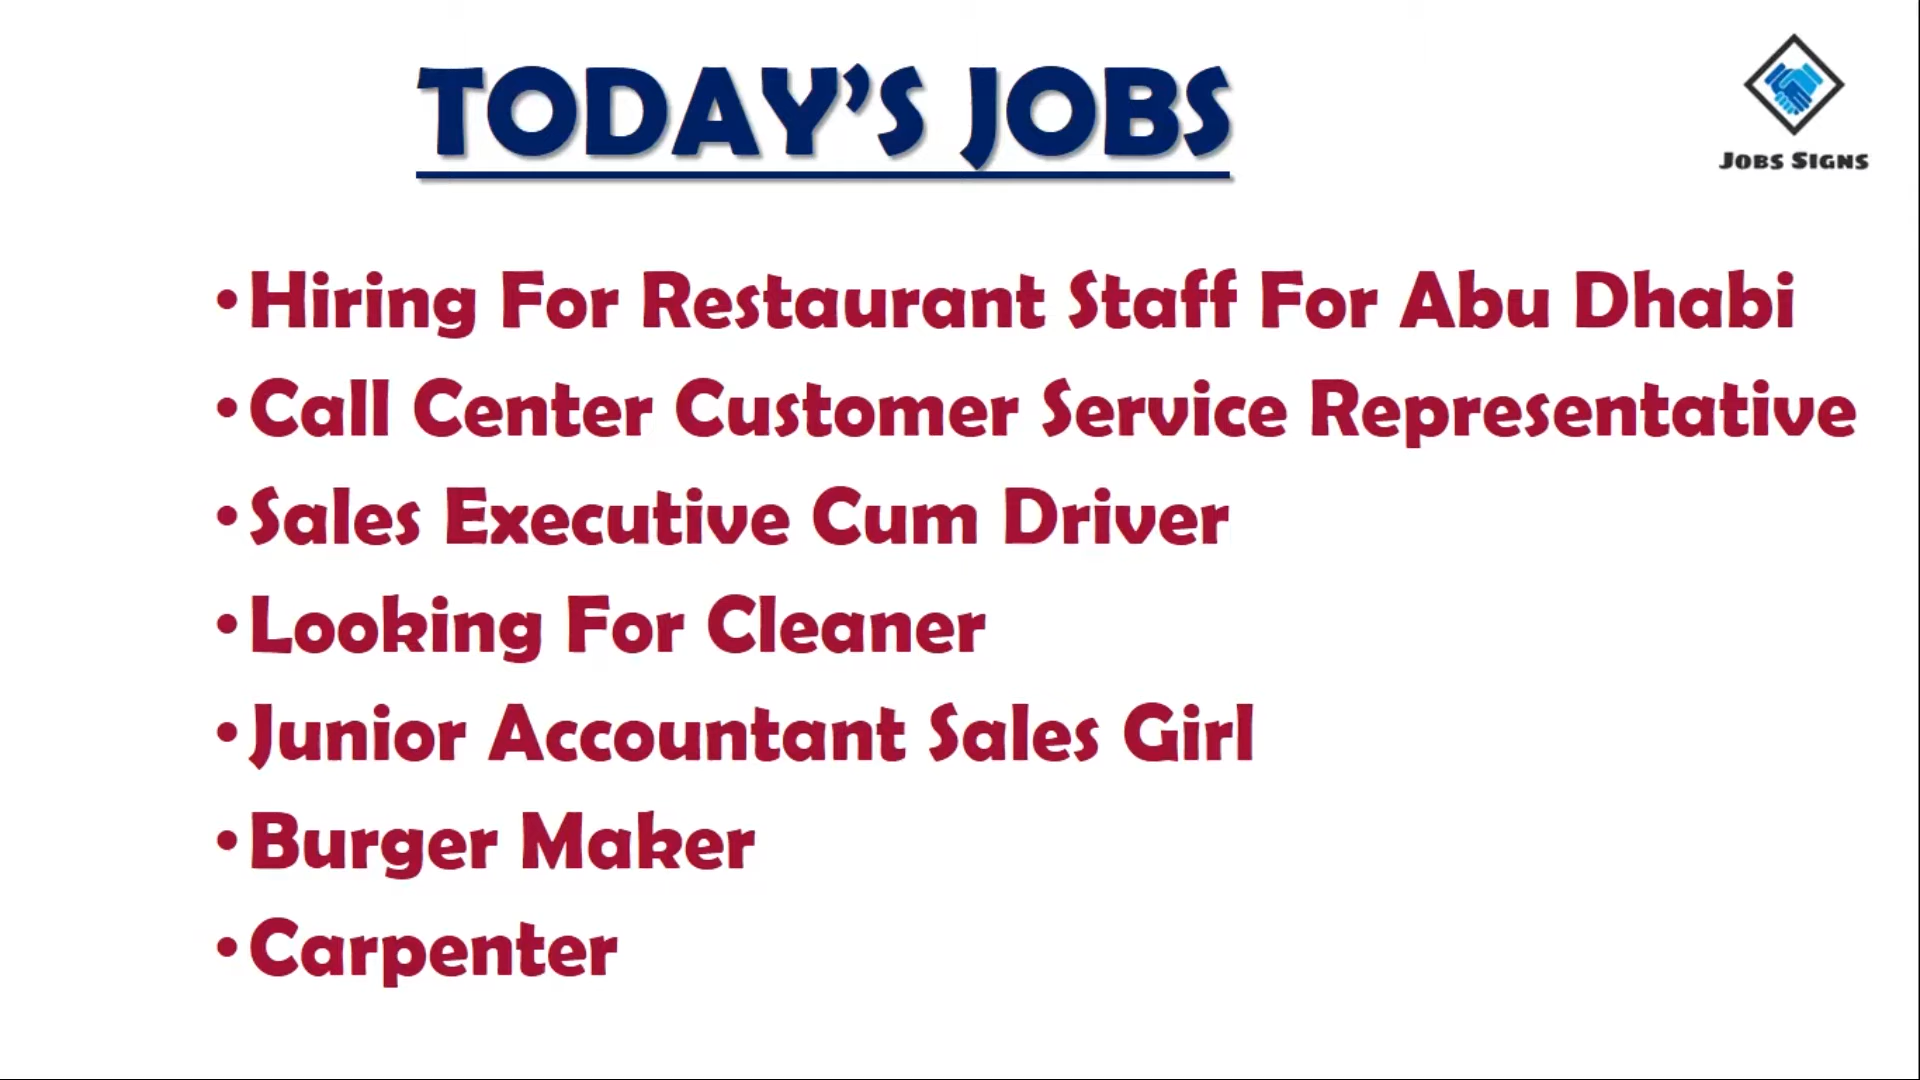 TODAY’S JOBS
JOBS SIGNS
•Hiring For Restaurant Staff For Abu Dhabi
•Call Center Customer Service Representative
•Sales Executive Cum Driver
•Looking For Cleaner
•Junior Accountant Sales Girl
•Burger Maker
•Carpenter